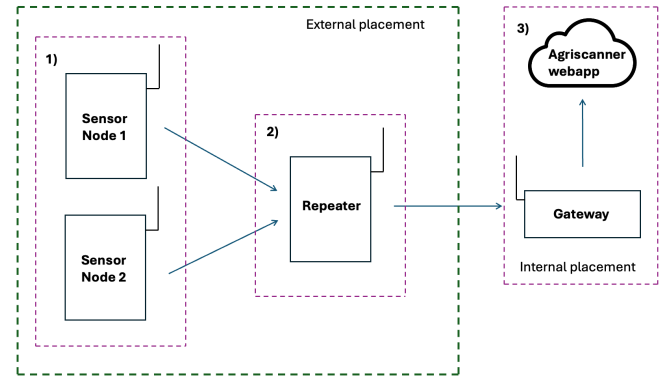 External placement
1)
Sensor
Node 1
Sensor
Node 2
2)
Repeater
3)
Agriscanner
webapp
Gateway
Internal placement